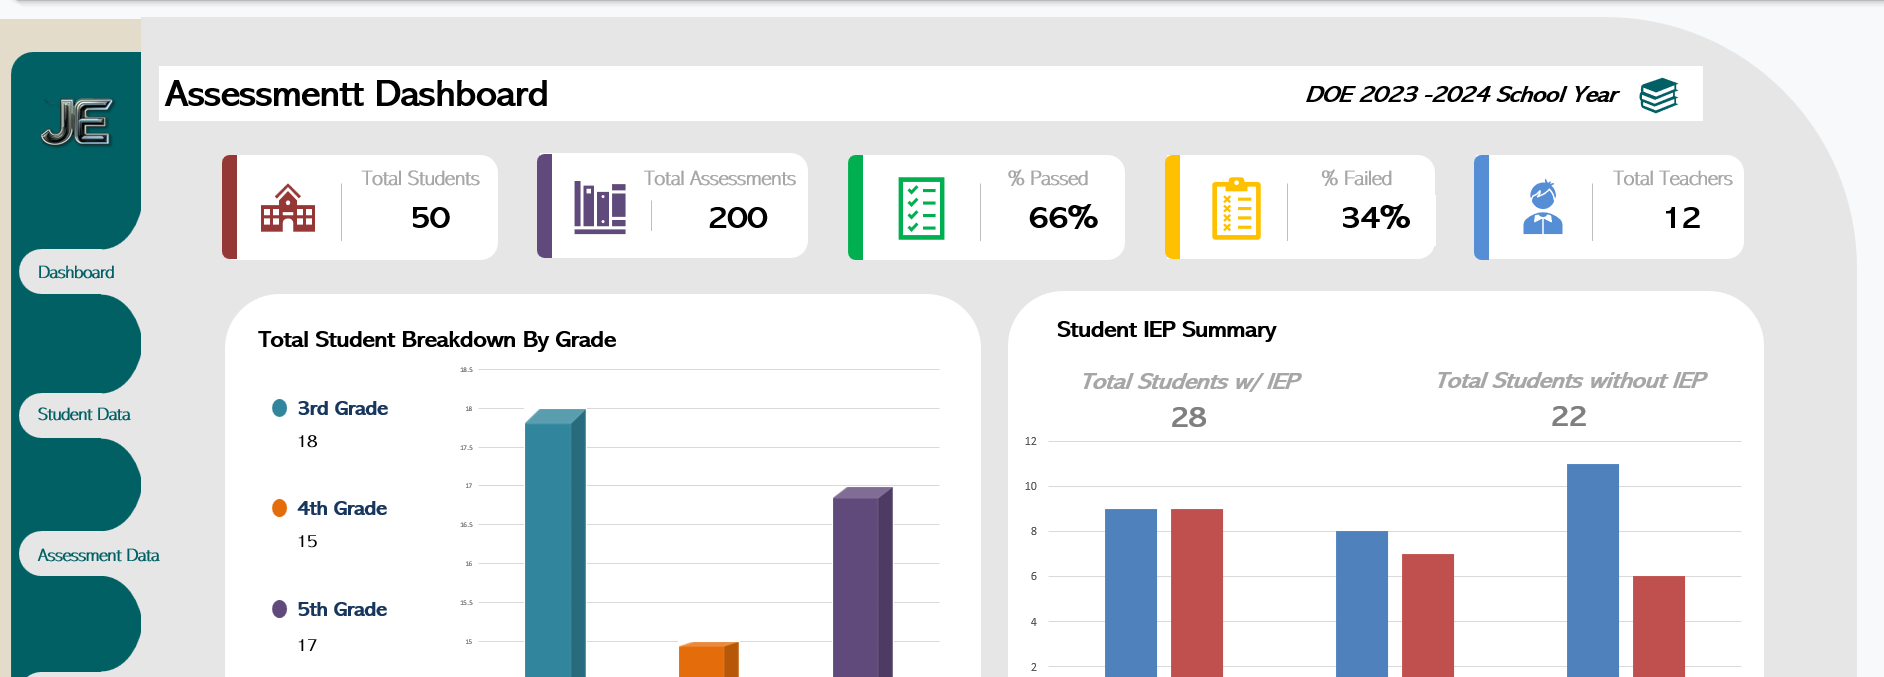 JE
Assessmentt Dashboard
DOE 2023 -2024 School Year
Total Students
50
Total Assessments
200
% Passed
66%
% Failed
34%
Total Teachers
12
Dashboard
Student Data
Assessment Data
Total Student Breakdown By Grade
3rd Grade
18
4th Grade
15
5th Grade
17
18.5
18
17.5
17
16.5
16
15.5
15
Student IEP Summary
Total Students w/ IEP
28
Total Students without IEP
22
12
10
8
6
4
2